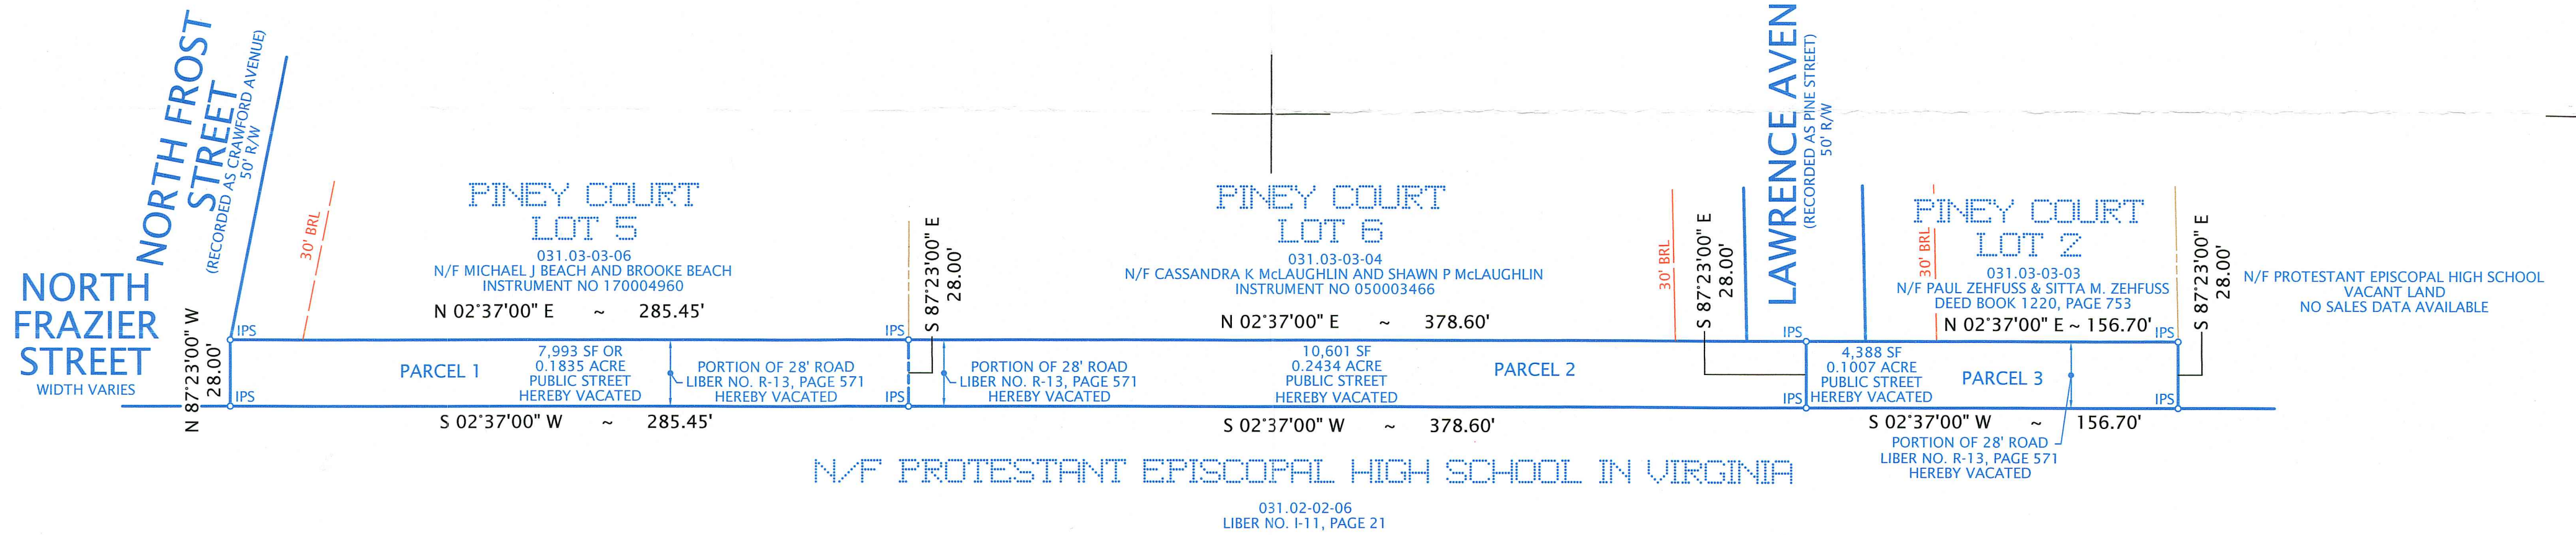 NORTH FROST
STREET
(RECORDED AS CRAWFORD AVENUE)
50' R/W
NORTH
FRAZIER
STREET
WIDTH VARIES
N 87°23'00" W
28.00'
30' BRL
PINEY COURT
LOT 5
031.03-03-06
N/F MICHAEL J BEACH AND BROOKE BEACH
INSTRUMENT NO 170004960
N 02°37'00" E ~ 285.45'
IPS
IPS
PARCEL 1
7,993 SF OR
0.1835 ACRE
PUBLIC STREET
HEREBY VACATED
PORTION OF 28' ROAD
LIBER NO. R-13, PAGE 571
HEREBY VACATED
IPS
IPS
S 02°37'00" W ~ 285.45'
S 87°23'00" E
28.00'
PINEY COURT
LOT 6
031.03-03-04
N/F CASSANDRA K McLAUGHLIN AND SHAWN P McLAUGHLIN
INSTRUMENT NO 050003466
N 02°37'00" E ~ 378.60'
PORTION OF 28' ROAD
LIBER NO. R-13, PAGE 571
HEREBY VACATED
10,601 SF
0.2434 ACRE
PUBLIC STREET
HEREBY VACATED
PARCEL 2
S 02°37'00" W ~ 378.60'
30' BRL
S 87°23'00" E
28.00'
LAWRENCE AVEN
(RECORDED AS PINE STREET)
50' R/W
IPS
IPS
30' BRL
PINEY COURT
LOT 2
031.03-03-03
N/F PAUL ZEHFUSS & SITTA M. ZEHFUSS
DEED BOOK 1220, PAGE 753
N 02°37'00" E ~ 156.70'
IPS
4,388 SF
0.1007 ACRE
PUBLIC STREET
HEREBY VACATED
PARCEL 3
IPS
S 02°37'00" W ~ 156.70'
PORTION OF 28' ROAD
LIBER NO. R-13, PAGE 571
HEREBY VACATED
S 87°23'00" E
28.00'
N/F PROTESTANT EPISCOPAL HIGH SCHOOL
VACANT LAND
NO SALES DATA AVAILABLE
N/F PROTESTANT EPISCOPAL HIGH SCHOOL IN VIRGINIA
031.02-02-06
LIBER NO. I-11, PAGE 21